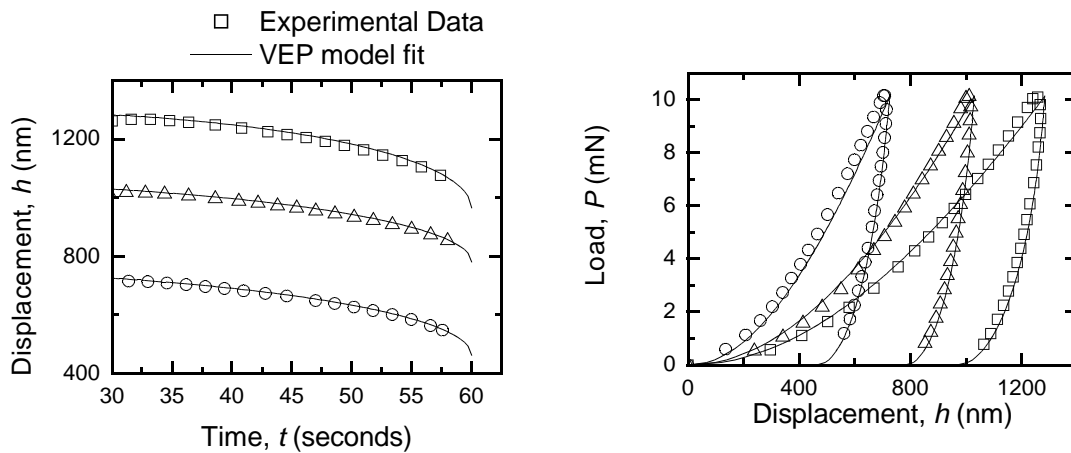 Experimental Data
VEP model fit
1200
800
400
Displacement, h (nm)
30 35 40 45 50 55 60
Time, t (seconds)
10
8
6
4
2
0
Load, P (mN)
0 400 800 1200
Displacement, h (nm)